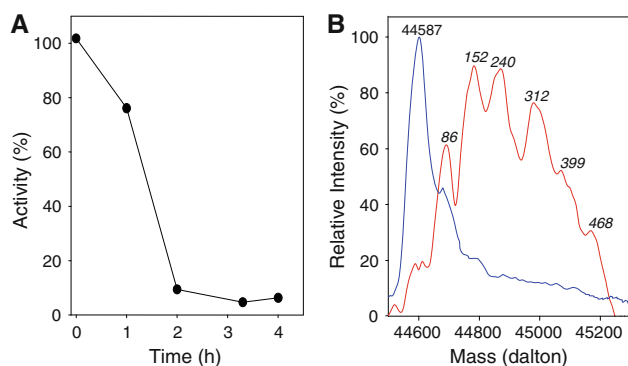 A
Activity (%)
100
80
60
40
20
0
0 1 2 3 4
Time (h)
B
Relative Intensity (%)
100
80
60
40
20
0
44587
86
152
240
312
399
468
44600 44800 45000 45200
Mass (dalton)